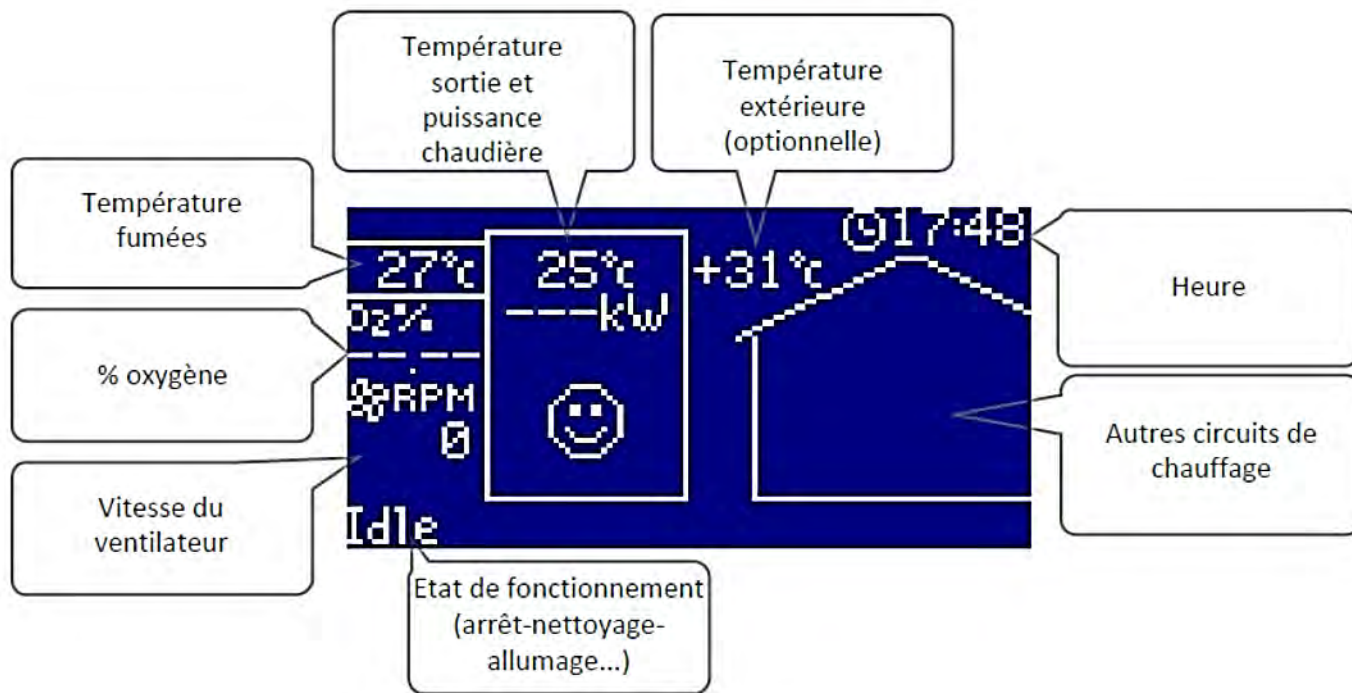 Température
sortie et
puissance
chaudière
Température
extérieure
(optionnelle)
Température
fumées
% oxygène
Vitesse du
ventilateur
27°c
O2%
--.--
RPM
0
Idle
25°c
---kW
+31°c
17:48
Heure
Autres circuits de
chauffage
Etat de fonctionnement
(arrêt-nettoyage-
allumage...)